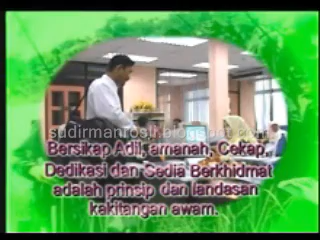 sudirmanrosli.blogspot.com
Bersikap Adil, amanah, Cekap,
Dedikasi dan Sedia Berkhidmat
adalah prinsip dan landasan
kakitangan awam.